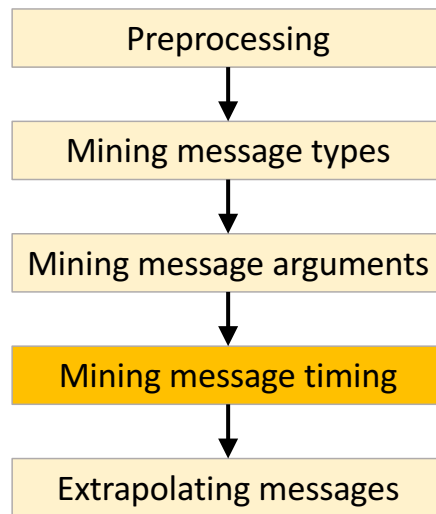 Preprocessing
Mining message types
Mining message arguments
Mining message timing
Extrapolating messages